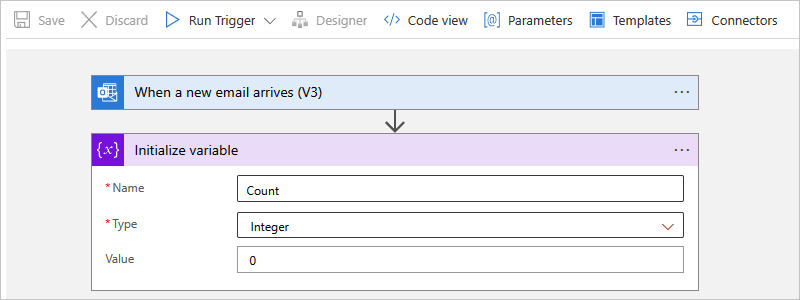 Save Discard Run Trigger Designer Code view Parameters Templates Connectors
When a new email arrives (V3)
{x} Initialize variable
* Name Count
* Type Integer
Value 0